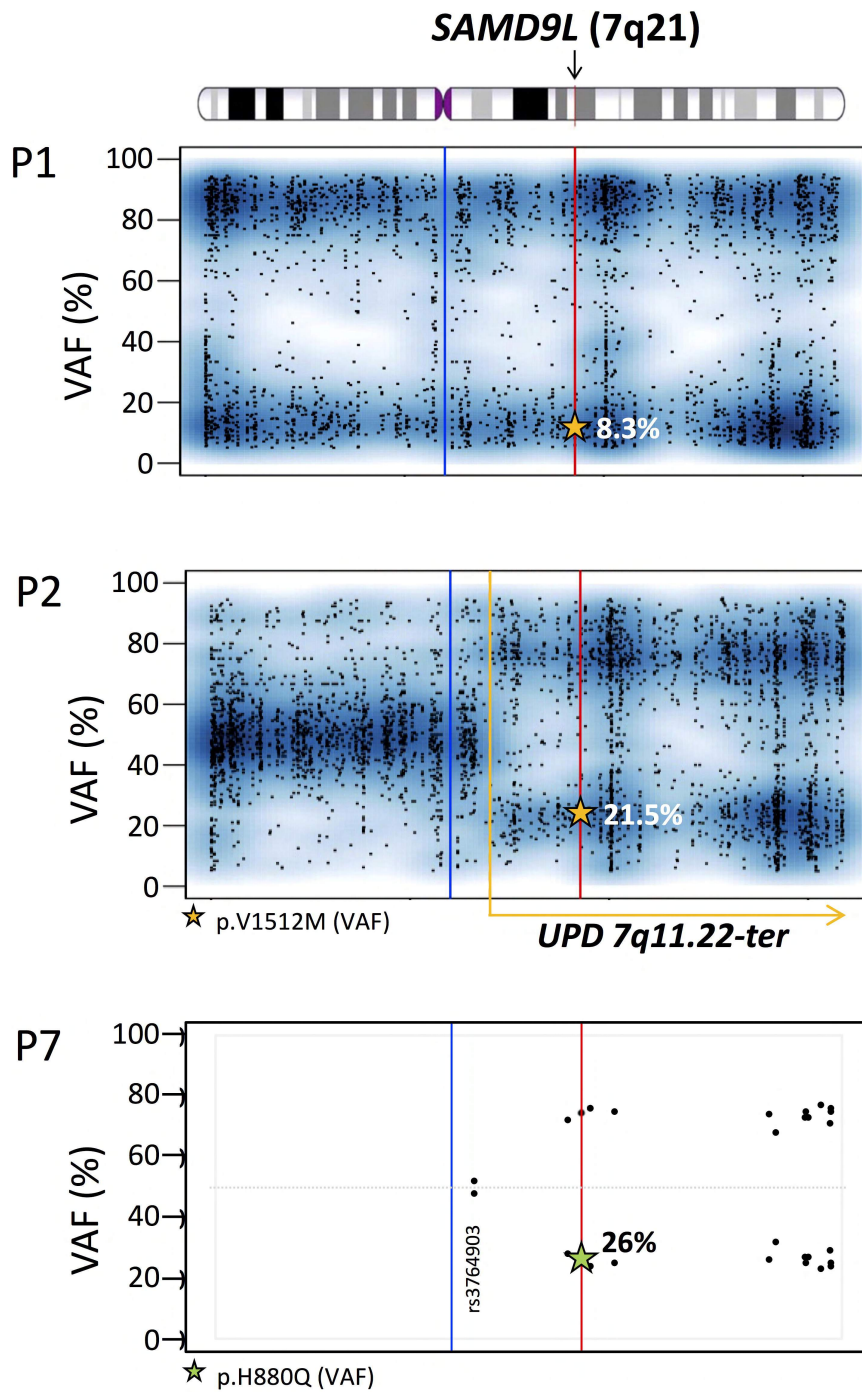 SAMD9L (7q21)
P1
100
80
60
40
20
0
VAF (%)
8.3%
P2
100
80
60
40
20
0
VAF (%)
21.5%
p.V1512M (VAF)
UPD 7q11.22-ter
P7
100
80
60
40
20
0
VAF (%)
26%
rs3764903
p.H880Q (VAF)